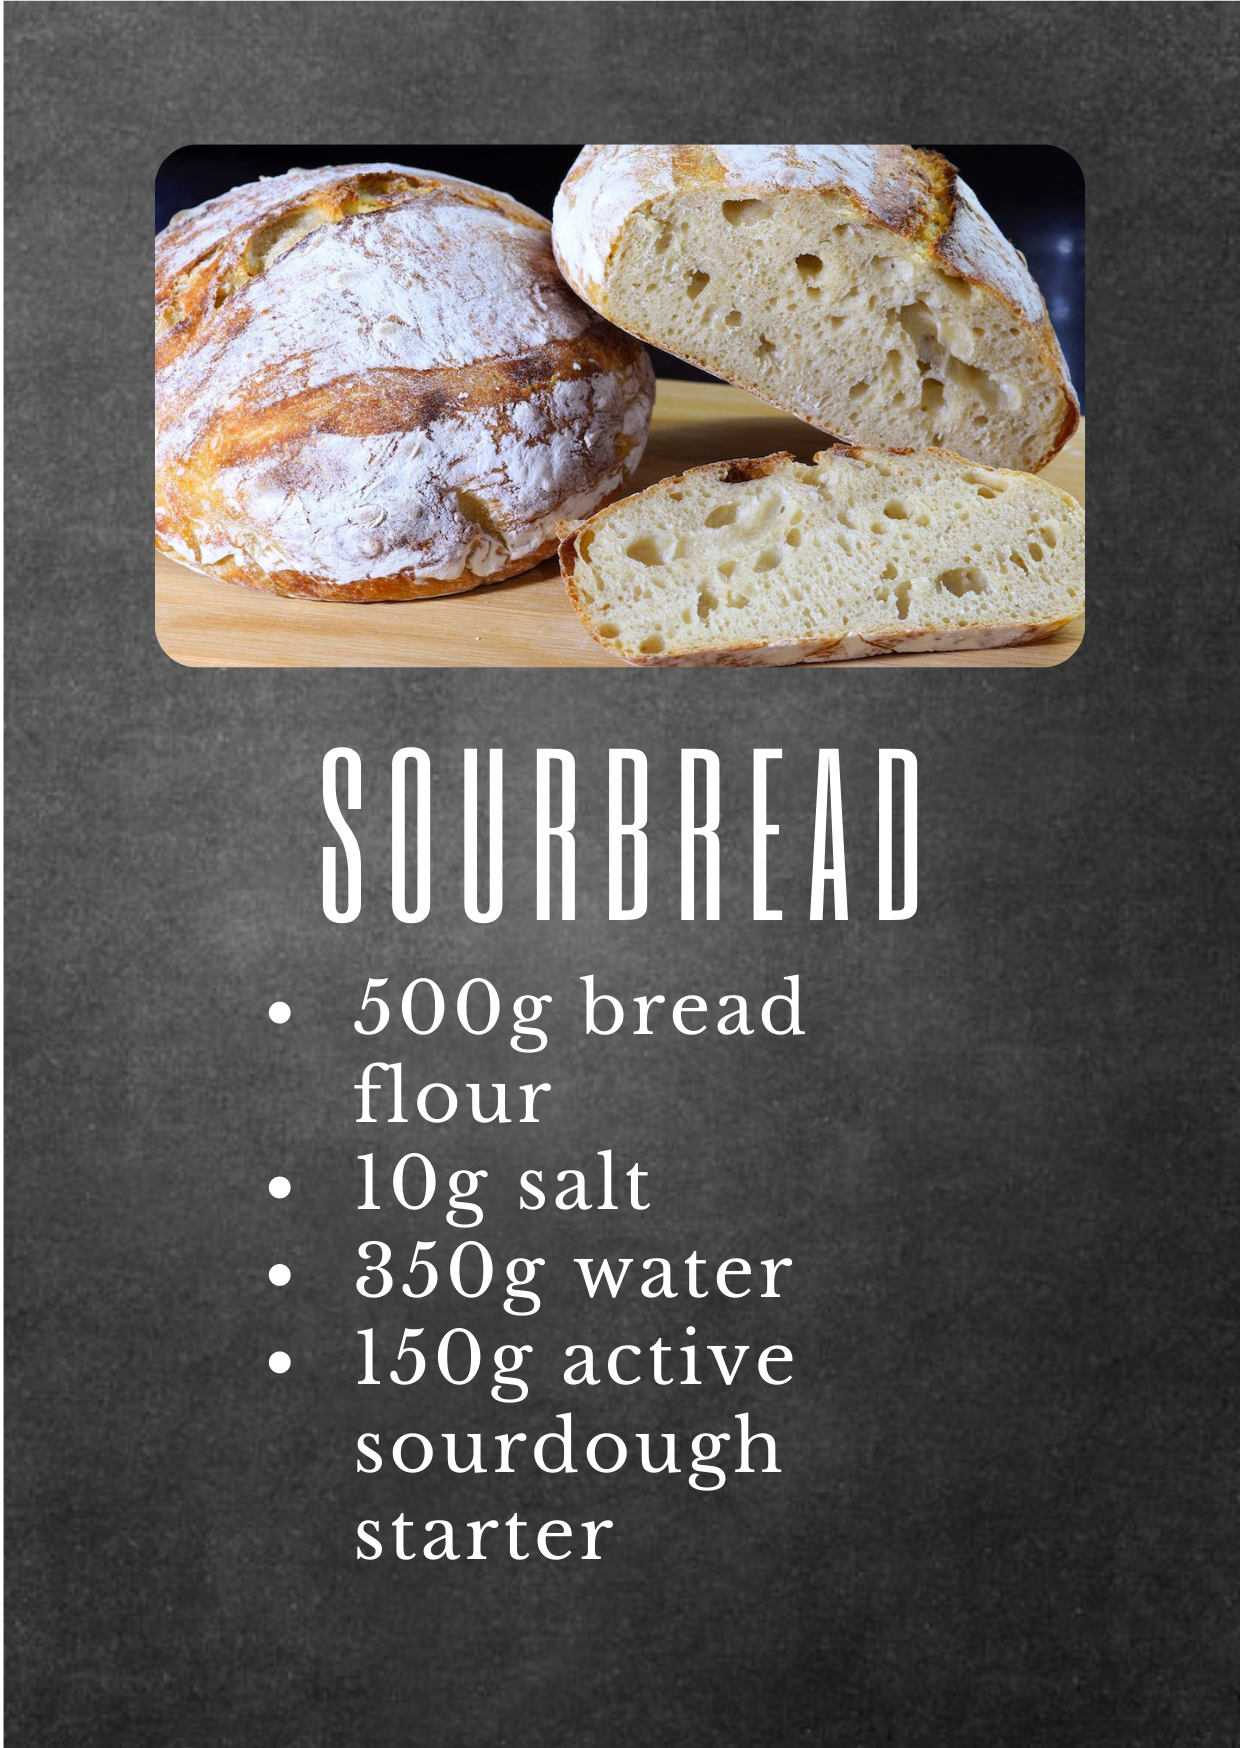 SOURBREAD
• 500g bread
flour
• 10g salt
• 350g water
• 150g active
sourdough
starter